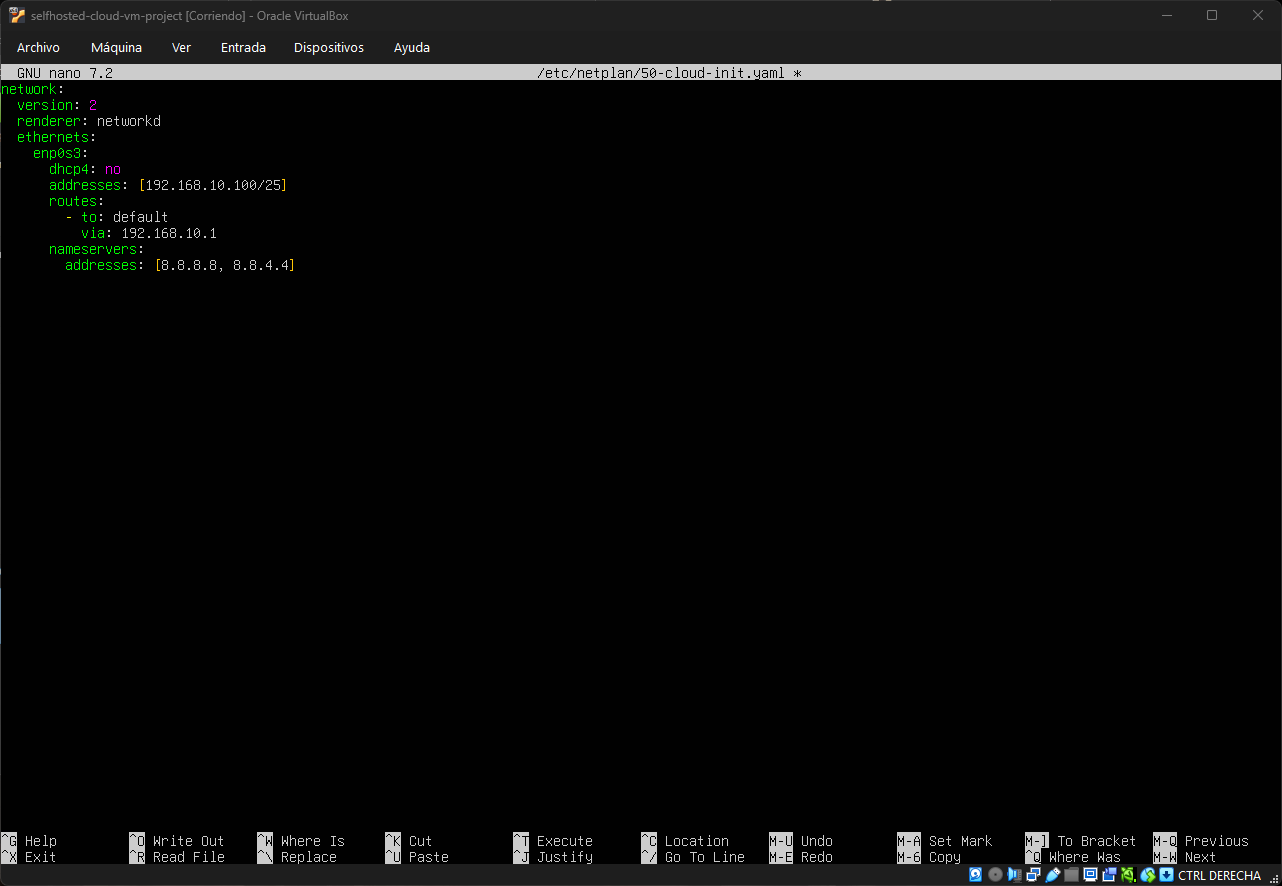 selfhosted-cloud-vm-project [Corriendo] - Oracle VirtualBox
Archivo Máquina Ver Entrada Dispositivos Ayuda
GNU nano 7.2 /etc/netplan/50-cloud-init.yaml *
network:
  version: 2
  renderer: networkd
  ethernets:
    enp0s3:
      dhcp4: no
      addresses: [192.168.10.100/25]
      routes:
        - to: default
          via: 192.168.10.1
      nameservers:
        addresses: [8.8.8.8, 8.8.4.4]
^G Help ^O Write Out ^W Where Is ^K Cut ^T Execute ^C Location M-U Undo M-A Set Mark M-] To Bracket M-Q Previous
^X Exit ^R Read File ^\ Replace ^U Paste ^J Justify ^/ Go To Line M-E Redo M-6 Copy ^Q Where Was M-W Next
CTRL DERECHA